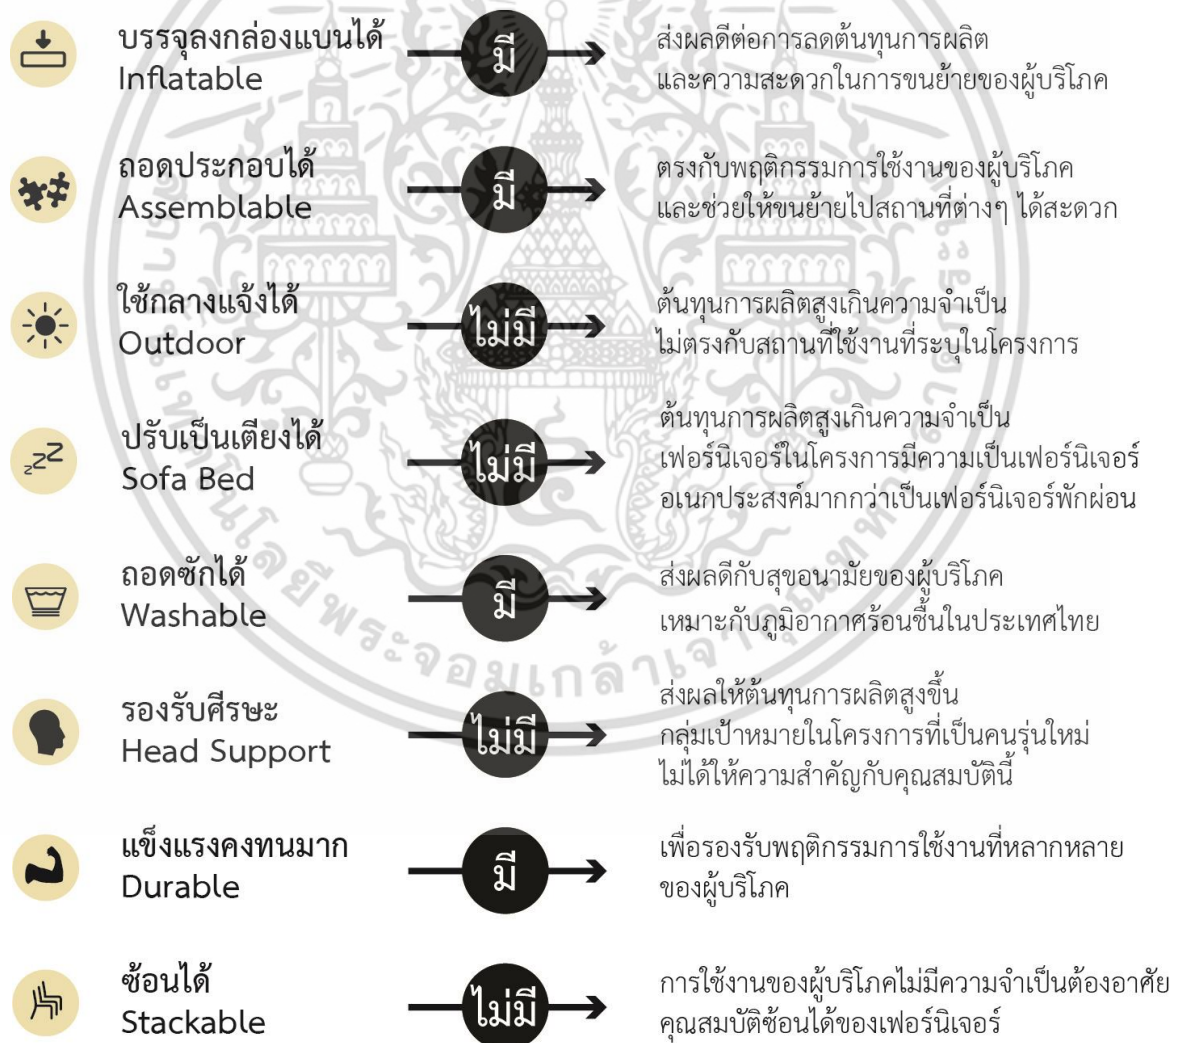 บรรจุลงกล่องแบนได้
Inflatable
มี
ส่งผลดีต่อการลดต้นทุนการผลิต
และความสะดวกในการขนย้ายของผู้บริโภค
ถอดประกอบได้
Assemblable
มี
ตรงกับพฤติกรรมการใช้งานของผู้บริโภค
และช่วยให้ขนย้ายไปสถานที่ต่างๆ ได้สะดวก
ใช้กลางแจ้งได้
Outdoor
ไม่มี
ต้นทุนการผลิตสูงเกินความจำเป็น
ไม่ตรงกับสถานที่ใช้งานที่ระบุในโครงการ
ปรับเป็นเตียงได้
Sofa Bed
ไม่มี
ต้นทุนการผลิตสูงเกินความจำเป็น
เฟอร์นิเจอร์ในโครงการมีความเป็นเฟอร์นิเจอร์
อเนกประสงค์มากกว่าเป็นเฟอร์นิเจอร์พักผ่อน
zzz
ถอดซักได้
Washable
มี
ส่งผลดีกับสุขอนามัยของผู้บริโภค
เหมาะกับภูมิอากาศร้อนชื้นในประเทศไทย
รองรับศีรษะ
Head Support
ไม่มี
ส่งผลให้ต้นทุนการผลิตสูงขึ้น
กลุ่มเป้าหมายในโครงการที่เป็นคนรุ่นใหม่
ไม่ได้ให้ความสำคัญกับคุณสมบัตินี้
แข็งแรงคงทนมาก
Durable
มี
เพื่อรองรับพฤติกรรมการใช้งานที่หลากหลาย
ของผู้บริโภค
ซ้อนได้
Stackable
ไม่มี
การใช้งานของผู้บริโภคไม่มีความจำเป็นต้องอาศัย
คุณสมบัติซ้อนได้ของเฟอร์นิเจอร์